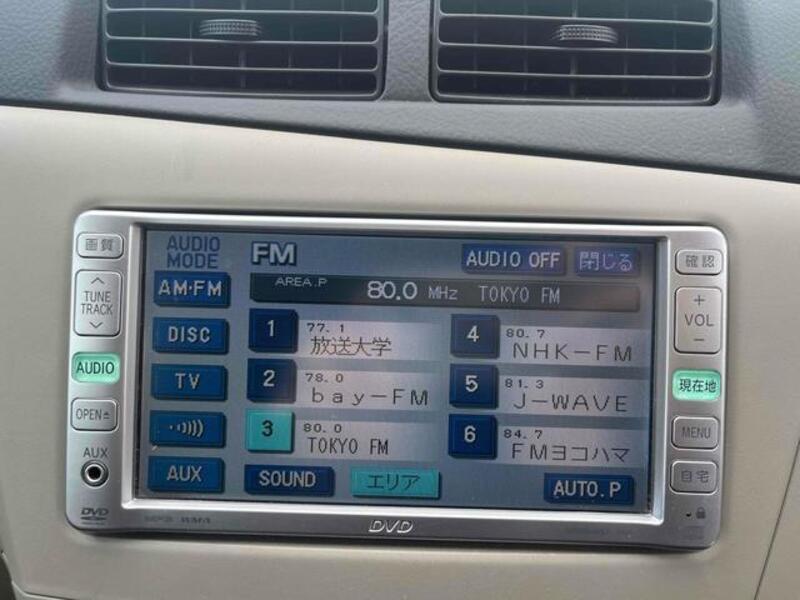 画質
TUNE
TRACK
AUDIO
OPEN
AUX
DVD
AUDIO
MODE
FM
AUDIO OFF
閉じる
AREA.P
80.0 MHz TOKYO FM
AM・FM
DISC
TV
AUX
1
77.1
放送大学
2
78.0
bay-FM
3
80.0
TOKYO FM
4
80.7
NHK-FM
5
81.3
J-WAVE
6
84.7
FMヨコハマ
SOUND
エリア
AUTO.P
確認
+
VOL
-
現在地
MENU
自宅
WMA
DVD